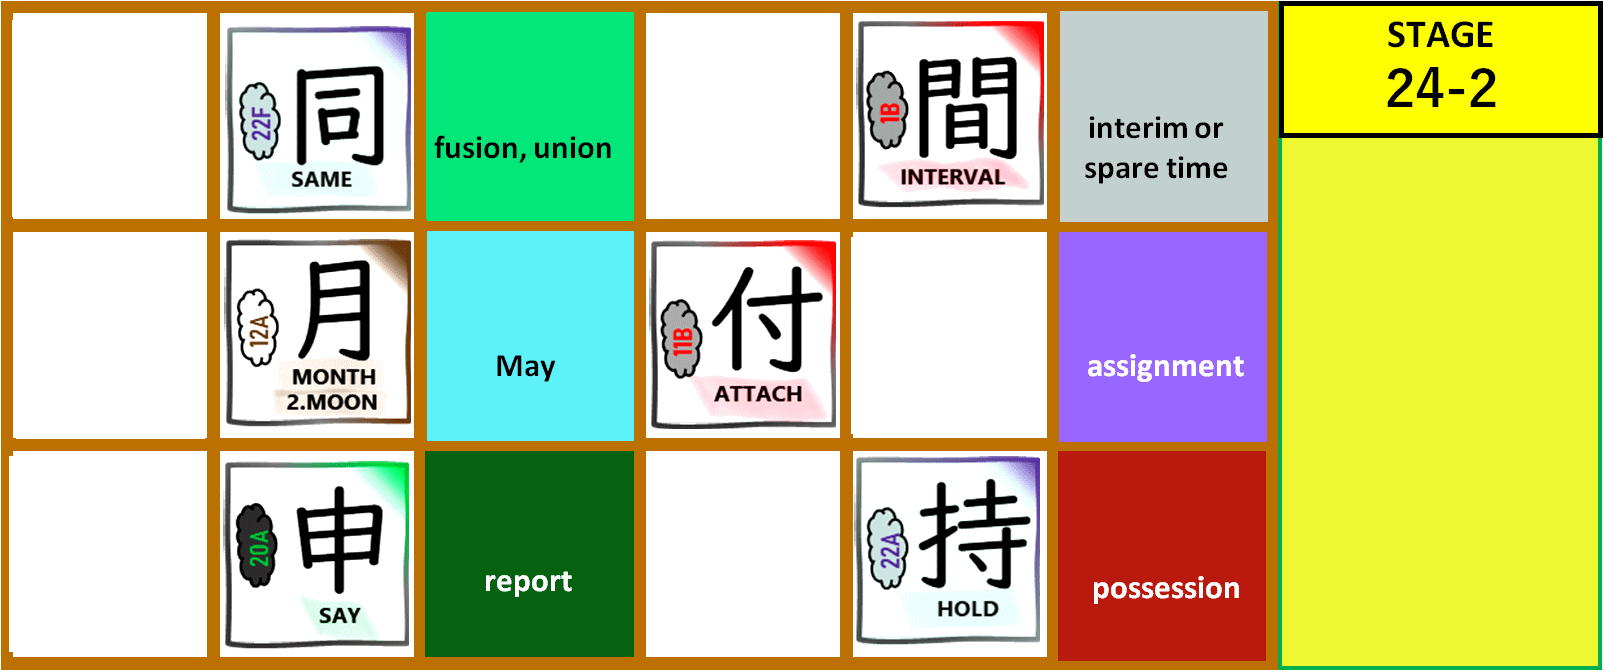 22F
同
SAME
fusion, union
1B
間
INTERVAL
interim or
spare time
STAGE
24-2
12A
月
MONTH
2.MOON
May
11B
付
ATTACH
assignment
20A
申
SAY
report
22A
持
HOLD
possession